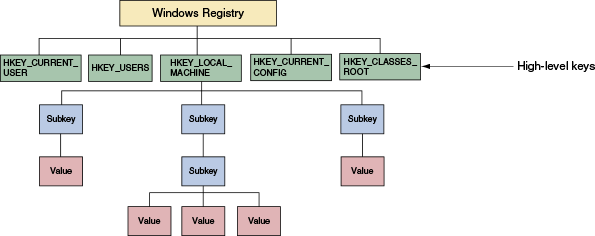 Windows Registry
HKEY_CURRENT_
USER
HKEY_USERS
HKEY_LOCAL_
MACHINE
HKEY_CURRENT_
CONFIG
HKEY_CLASSES_
ROOT
High-level keys
Subkey
Subkey
Subkey
Value
Subkey
Value
Value
Value
Value